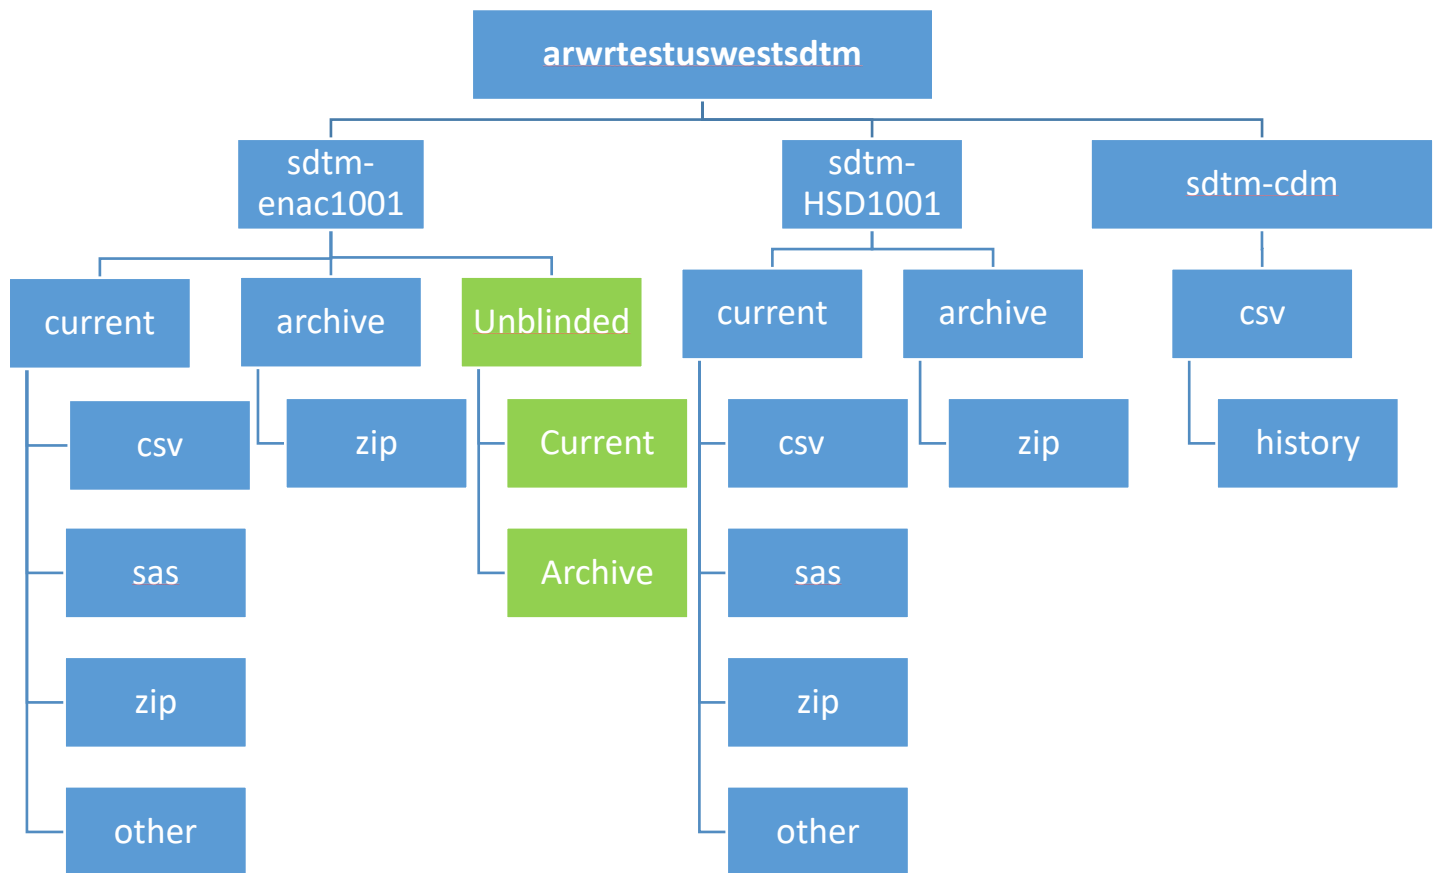 arwrtestuswestsdtm
sdtm-
enac1001
sdtm-
HSD1001
sdtm-cdm
current
archive
Unblinded
current
archive
csv
csv
zip
Current
csv
zip
history
sas
Archive
sas
zip
zip
other
other